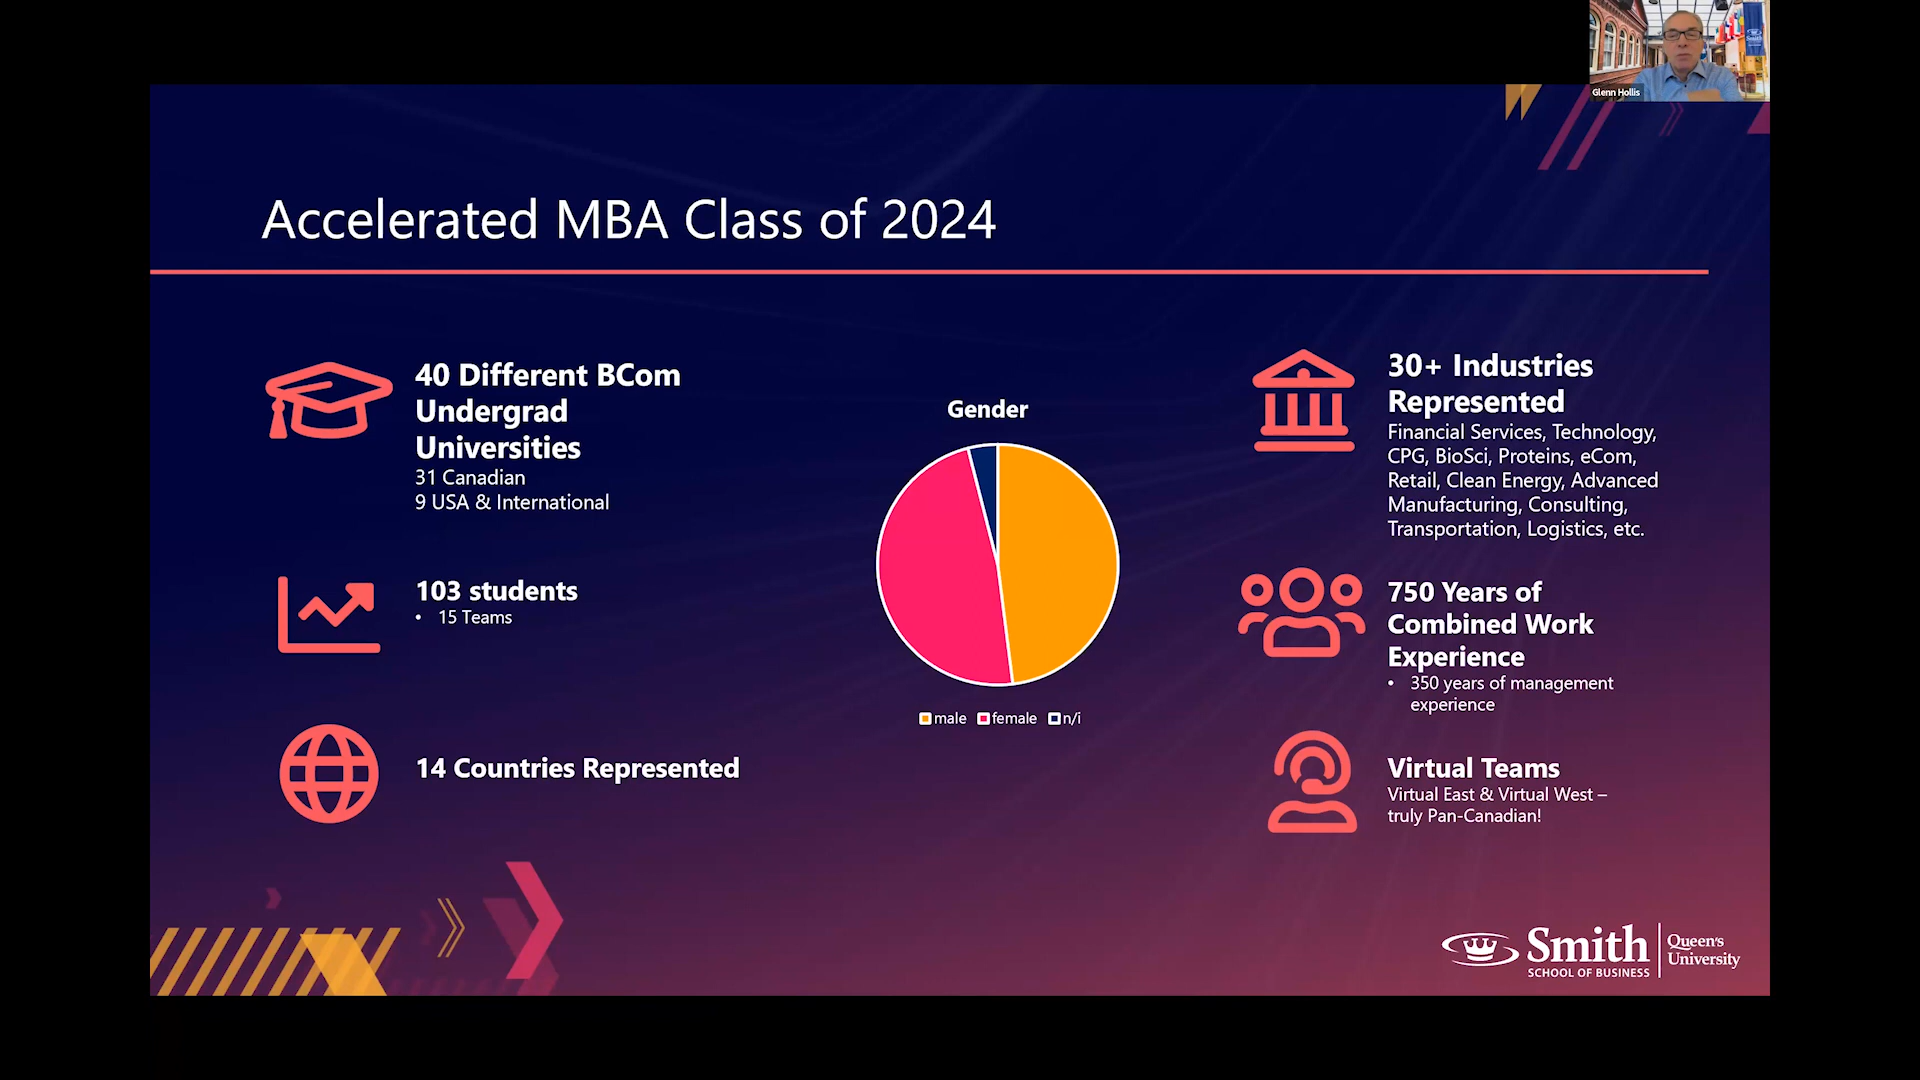 Glenn Hollis
Accelerated MBA Class of 2024
40 Different BCom
Undergrad
Universities
31 Canadian
9 USA & International
103 students
• 15 Teams
14 Countries Represented
Gender
male female n/i
30+ Industries
Represented
Financial Services, Technology,
CPG, BioSci, Proteins, eCom,
Retail, Clean Energy, Advanced
Manufacturing, Consulting,
Transportation, Logistics, etc.
750 Years of
Combined Work
Experience
• 350 years of management
experience
Virtual Teams
Virtual East & Virtual West –
truly Pan-Canadian!
Smith
SCHOOL OF BUSINESS
Queen's
University